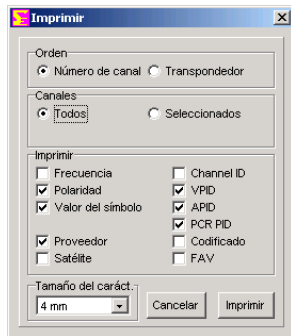 Imprimir
Orden
Número de canal Transpondedor
Canales
Todos Seleccionados
Imprimir
Frecuencia Channel ID
Polaridad VPID
Valor del símbolo APID
PCR PID
Proveedor Codificado
Satélite FAV
Tamaño del caráct.
4 mm Cancelar Imprimir